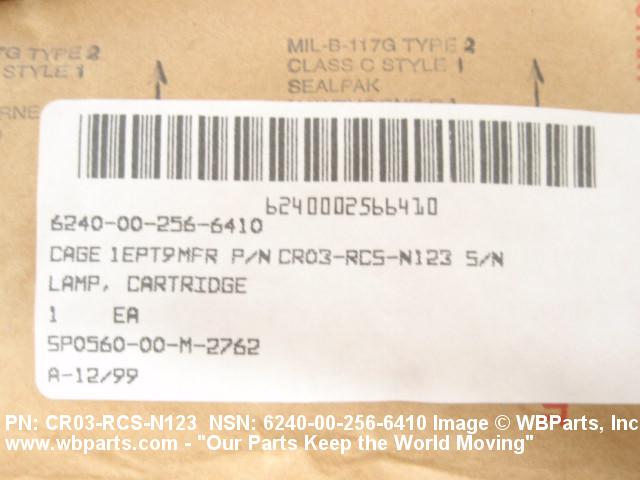 7G TYPE 2
STYLE 1
MIL-B-117G TYPE 2
CLASS C STYLE 1
SEALPAK
6240002566410
6240-00-256-6410
CAGE 1EPT9MFR P/N CR03-RCS-N123 S/N
LAMP, CARTRIDGE
1 EA
SP0560-00-M-2762
A-12/99
PN: CR03-RCS-N123 NSN: 6240-00-256-6410 Image © WBParts, Inc
www.wbparts.com - "Our Parts Keep the World Moving"